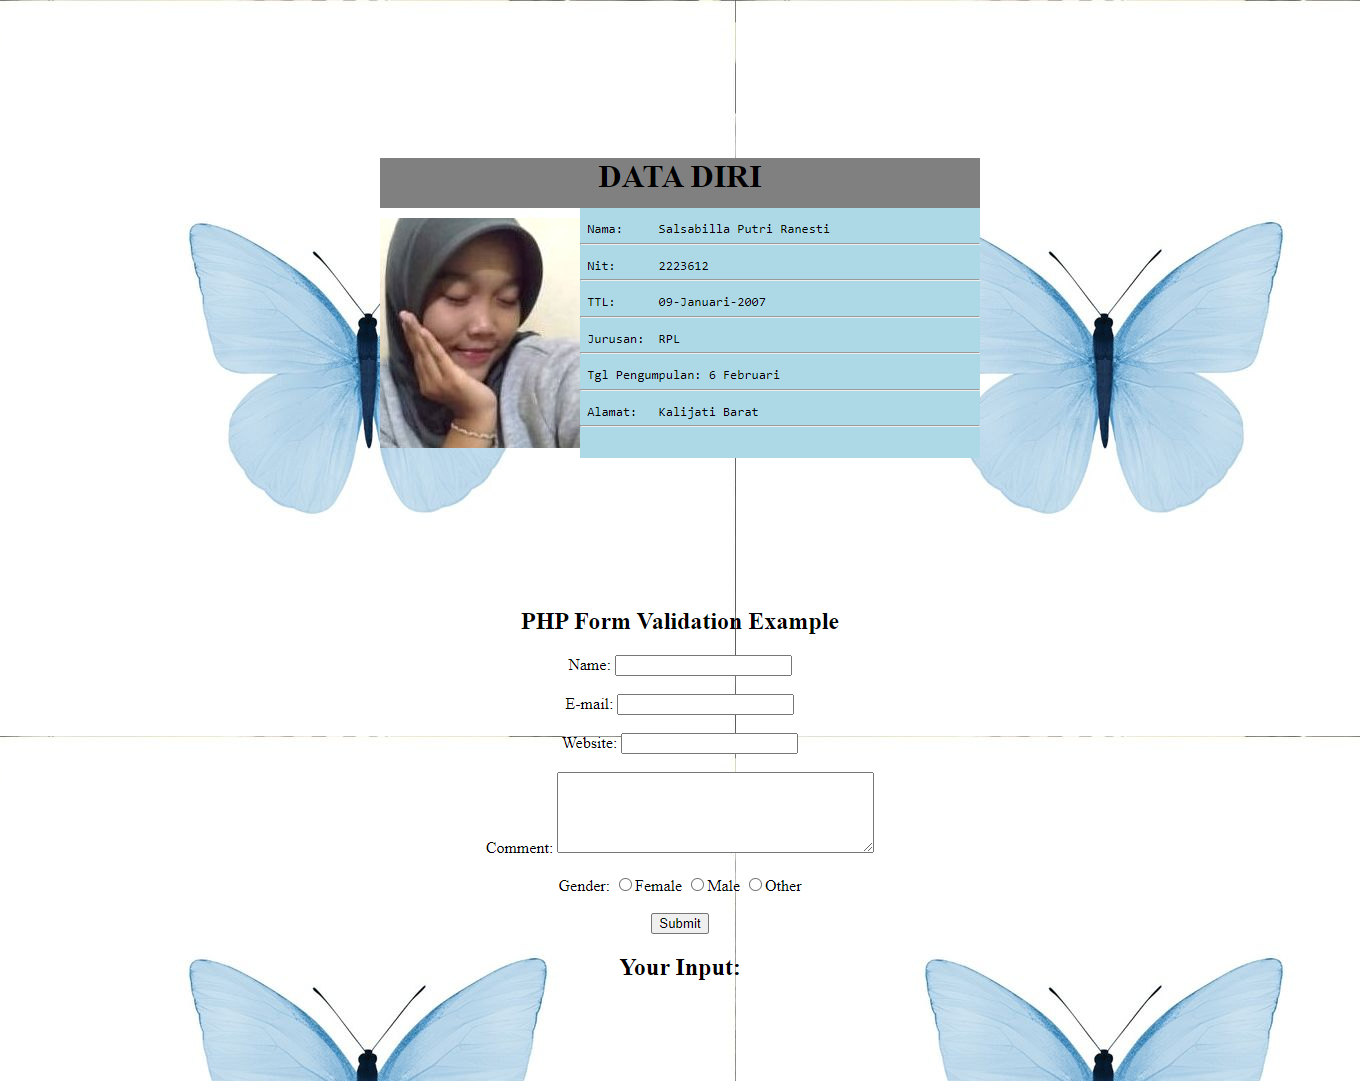 DATA DIRI
Nama: Salsabilla Putri Ranesti
Nit: 2223612
TTL: 09-Januari-2007
Jurusan: RPL
Tgl Pengumpulan: 6 Februari
Alamat: Kalijati Barat
PHP Form Validation Example
Name:
E-mail:
Website:
Comment:
Gender: Female Male Other
Submit
Your Input: